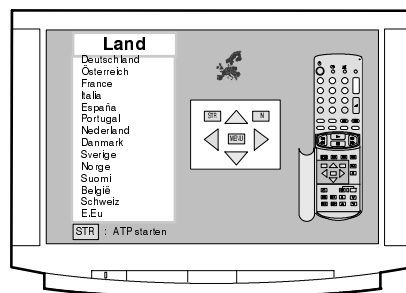 Land
Deutschland
Österreich
France
Italia
España
Portugal
Nederland
Danmark
Sverige
Norge
Suomi
België
Schweiz
E.Eu
STR : ATP starten
STR
MENU